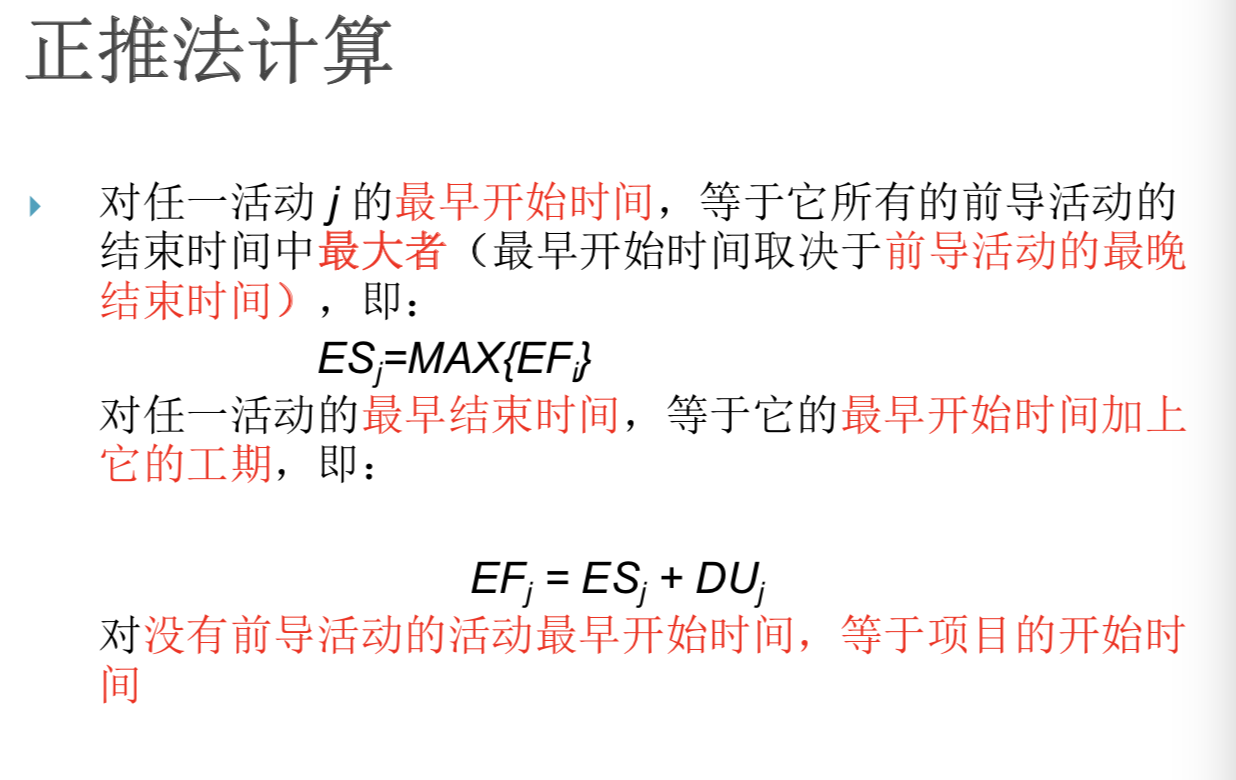 正推法计算
对任一活动 j 的最早开始时间，等于它所有的前导活动的
结束时间中最大者（最早开始时间取决于前导活动的最晚
结束时间），即：
ESj=MAX{EFi}
对任一活动的最早结束时间，等于它的最早开始时间加上
它的工期，即：
EFj = ESj + DUj
对没有前导活动的活动最早开始时间，等于项目的开始时
间